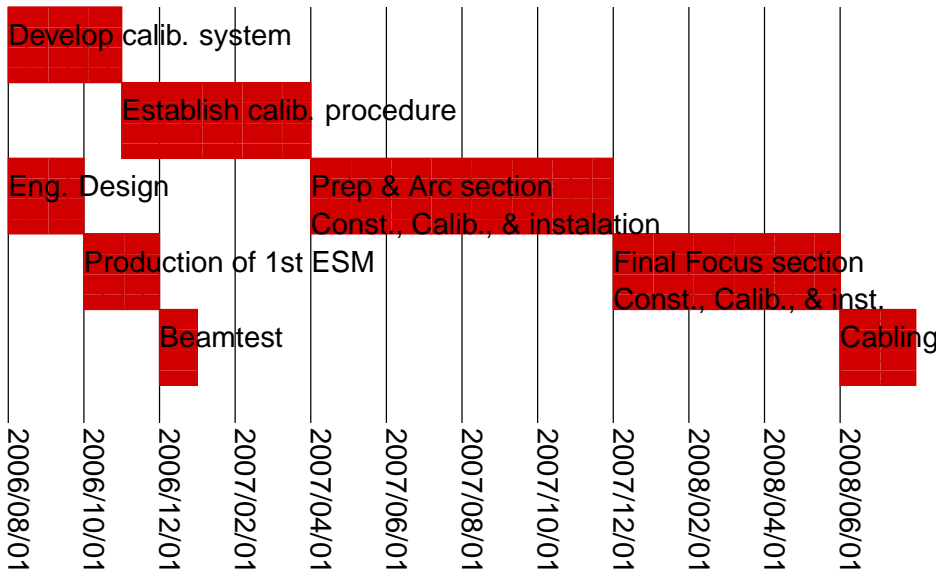 Develop calib. system
Establish calib. procedure
Eng. Design
Prep & Arc section
Const., Calib., & instalation
Production of 1st ESM
Final Focus section
Const., Calib., & inst.
Beamtest
Cabling
2006/08/01
2006/10/01
2006/12/01
2007/02/01
2007/04/01
2007/06/01
2007/08/01
2007/10/01
2007/12/01
2008/02/01
2008/04/01
2008/06/01